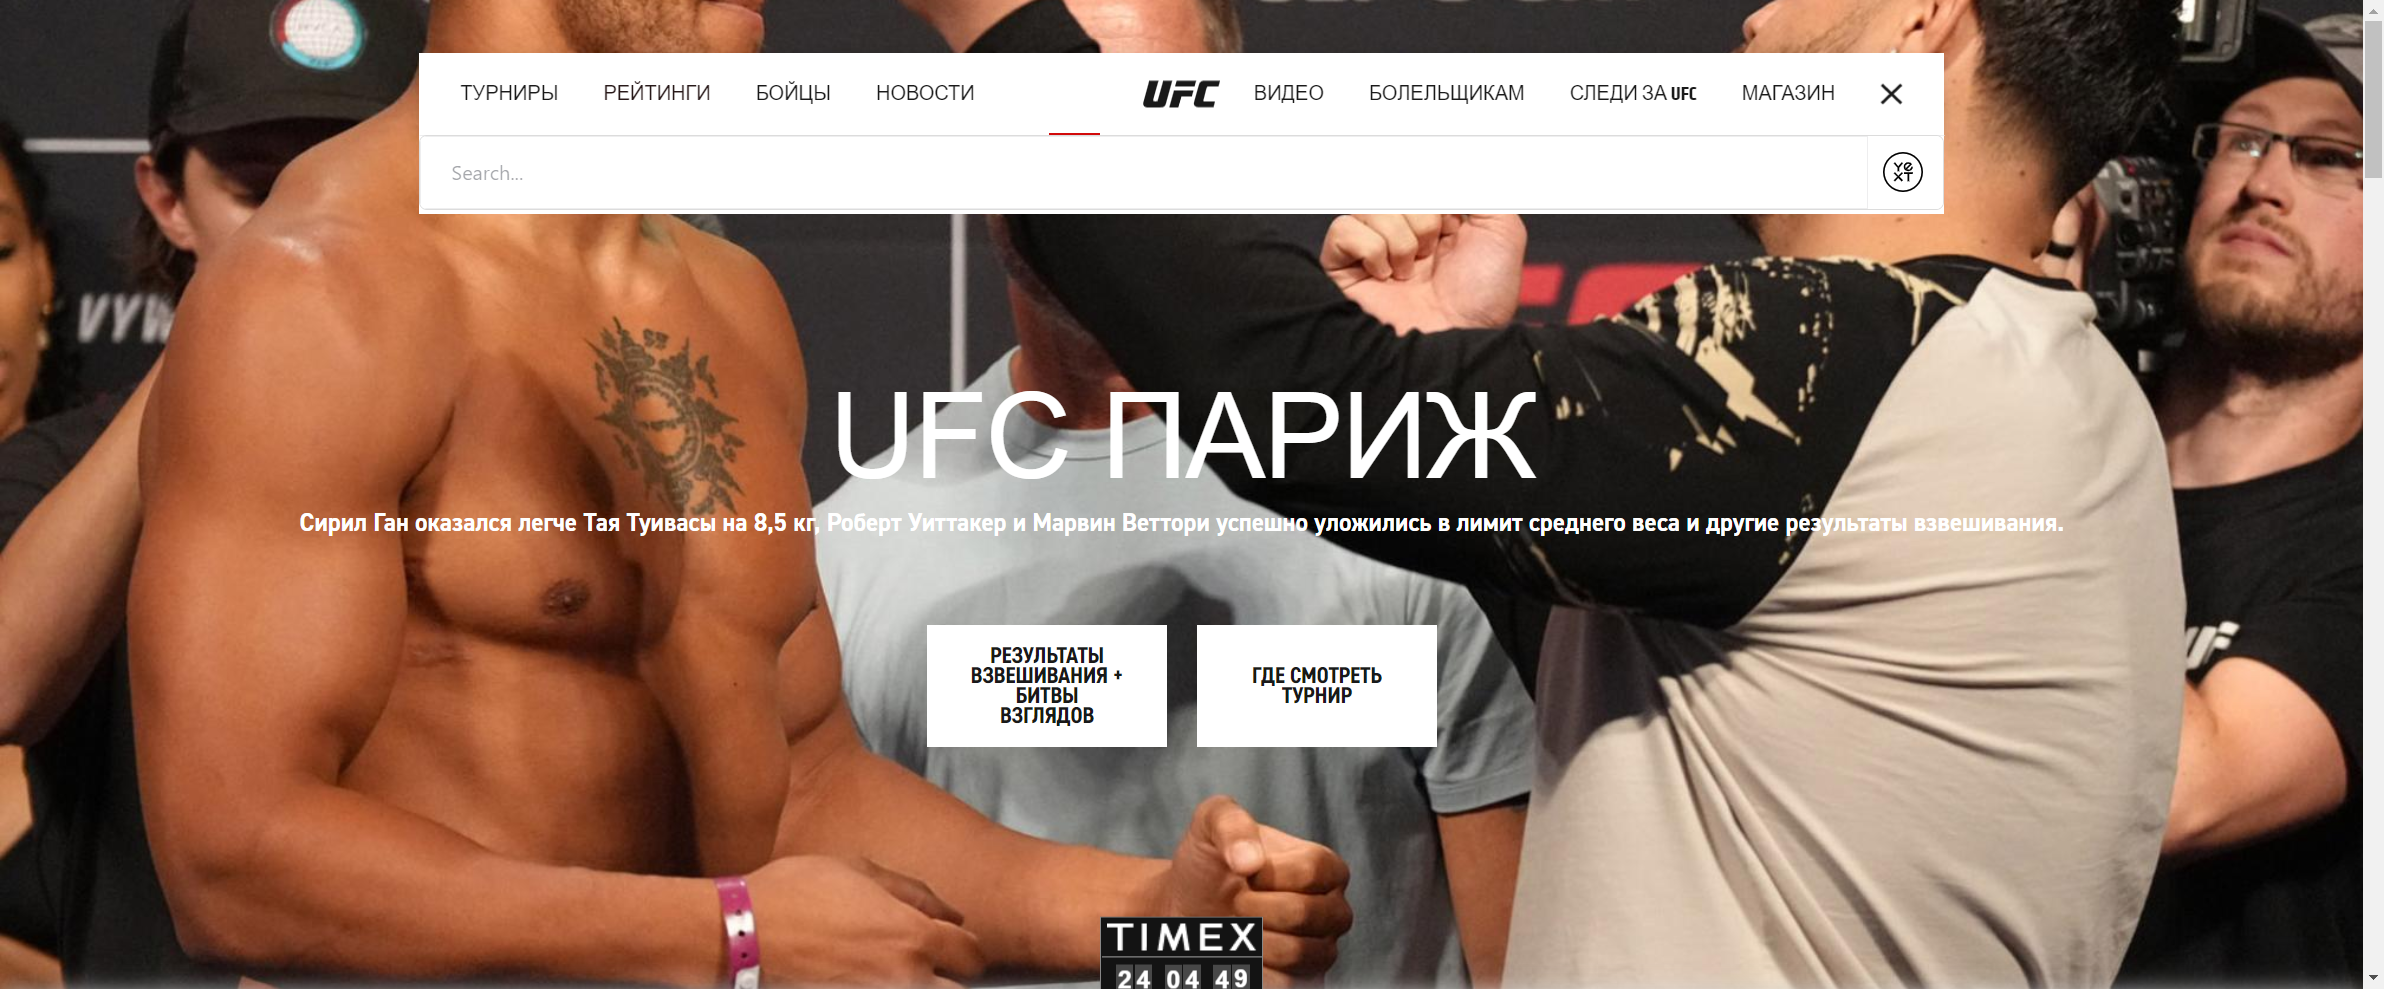 ТУРНИРЫ РЕЙТИНГИ БОЙЦЫ НОВОСТИ UFC ВИДЕО БОЛЕЛЬЩИКАМ СЛЕДИ ЗА UFC МАГАЗИН
Search...
YEXT
UFC ПАРИЖ
Сирил Ган оказался легче Тая Туивасы на 8,5 кг, Роберт Уиттакер и Марвин Веттори успешно уложились в лимит среднего веса и другие результаты взвешивания.
РЕЗУЛЬТАТЫ
ВЗВЕШИВАНИЯ +
БИТВЫ
ВЗГЛЯДОВ
ГДЕ СМОТРЕТЬ
ТУРНИР
TIMEX
24 04 49